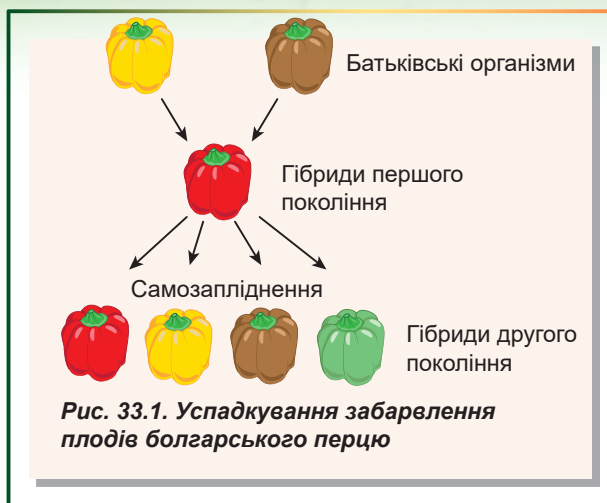 Батьківські організми
Гібриди першого
покоління
Самозапліднення
Гібриди другого
покоління
Рис. 33.1. Успадкування забарвлення
плодів болгарського перцю